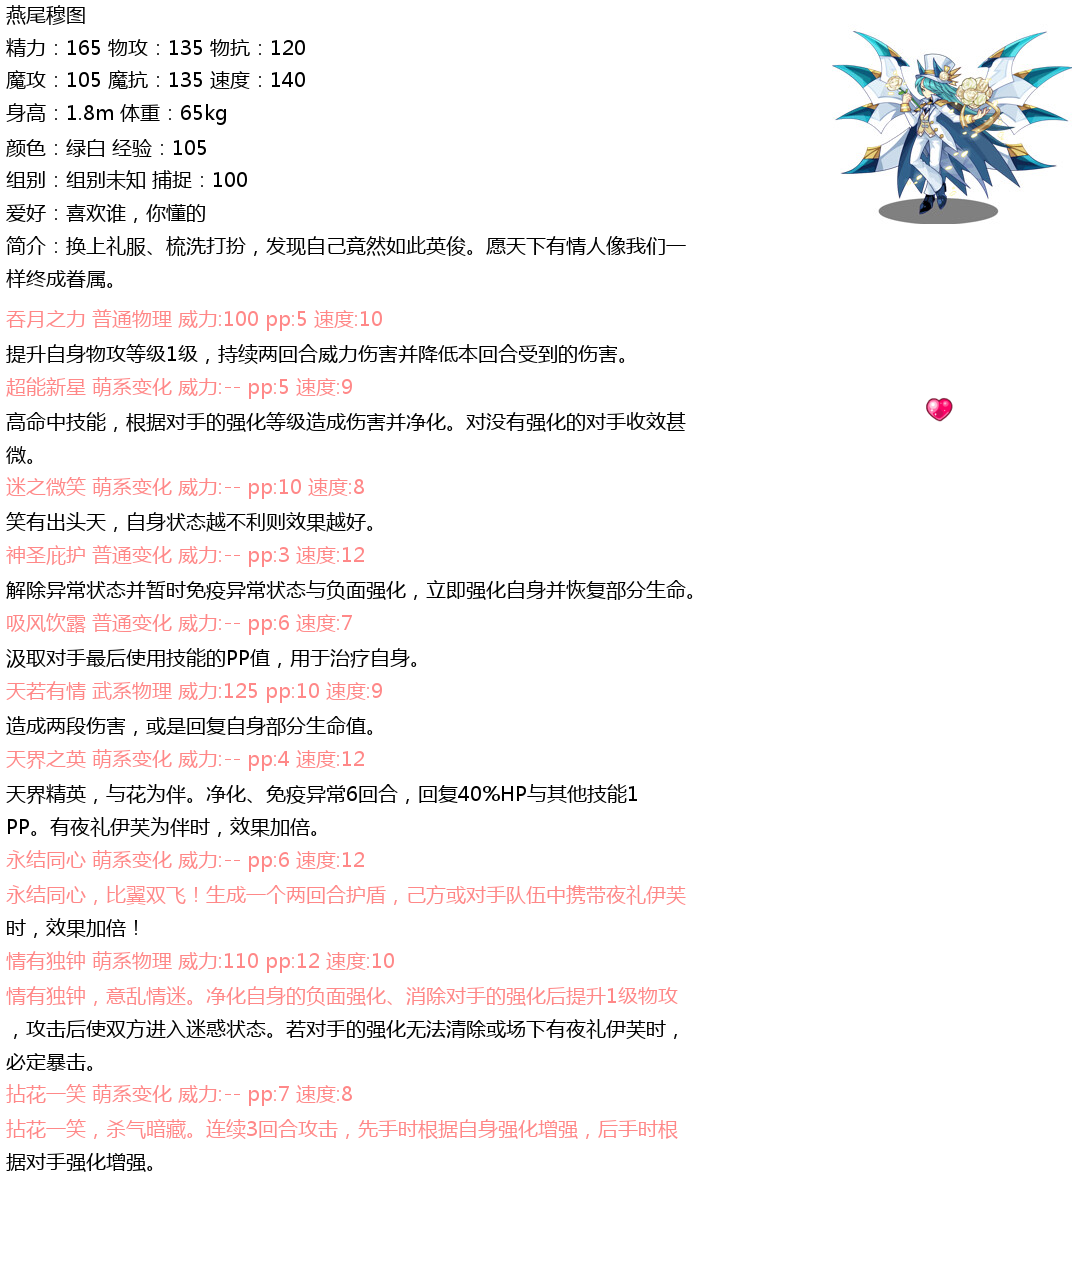 燕尾穆图
精力：165 物攻：135 物抗：120
魔攻：105 魔抗：135 速度：140
身高：1.8m 体重：65kg
颜色：绿白 经验：105
组别：组别未知 捕捉：100
爱好：喜欢谁，你懂的
简介：换上礼服、梳洗打扮，发现自己竟然如此英俊。愿天下有情人像我们一
样终成眷属。
吞月之力 普通物理 威力:100 pp:5 速度:10
提升自身物攻等级1级，持续两回合威力伤害并降低本回合受到的伤害。
超能新星 萌系变化 威力:-- pp:5 速度:9
高命中技能，根据对手的强化等级造成伤害并净化。对没有强化的对手收效甚
微。
迷之微笑 萌系变化 威力:-- pp:10 速度:8
笑有出头天，自身状态越不利则效果越好。
神圣庇护 普通变化 威力:-- pp:3 速度:12
解除异常状态并暂时免疫异常状态与负面强化，立即强化自身并恢复部分生命。
吸风饮露 普通变化 威力:-- pp:6 速度:7
汲取对手最后使用技能的PP值，用于治疗自身。
天若有情 武系物理 威力:125 pp:10 速度:9
造成两段伤害，或是回复自身部分生命值。
天界之英 萌系变化 威力:-- pp:4 速度:12
天界精英，与花为伴。净化、免疫异常6回合，回复40%HP与其他技能1
PP。有夜礼伊芙为伴时，效果加倍。
永结同心 萌系变化 威力:-- pp:6 速度:12
永结同心，比翼双飞！生成一个两回合护盾，己方或对手队伍中携带夜礼伊芙
时，效果加倍！
情有独钟 萌系物理 威力:110 pp:12 速度:10
情有独钟，意乱情迷。净化自身的负面强化、消除对手的强化后提升1级物攻
，攻击后使双方进入迷惑状态。若对手的强化无法清除或场下有夜礼伊芙时，
必定暴击。
拈花一笑 萌系变化 威力:-- pp:7 速度:8
拈花一笑，杀气暗藏。连续3回合攻击，先手时根据自身强化增强，后手时根
据对手强化增强。